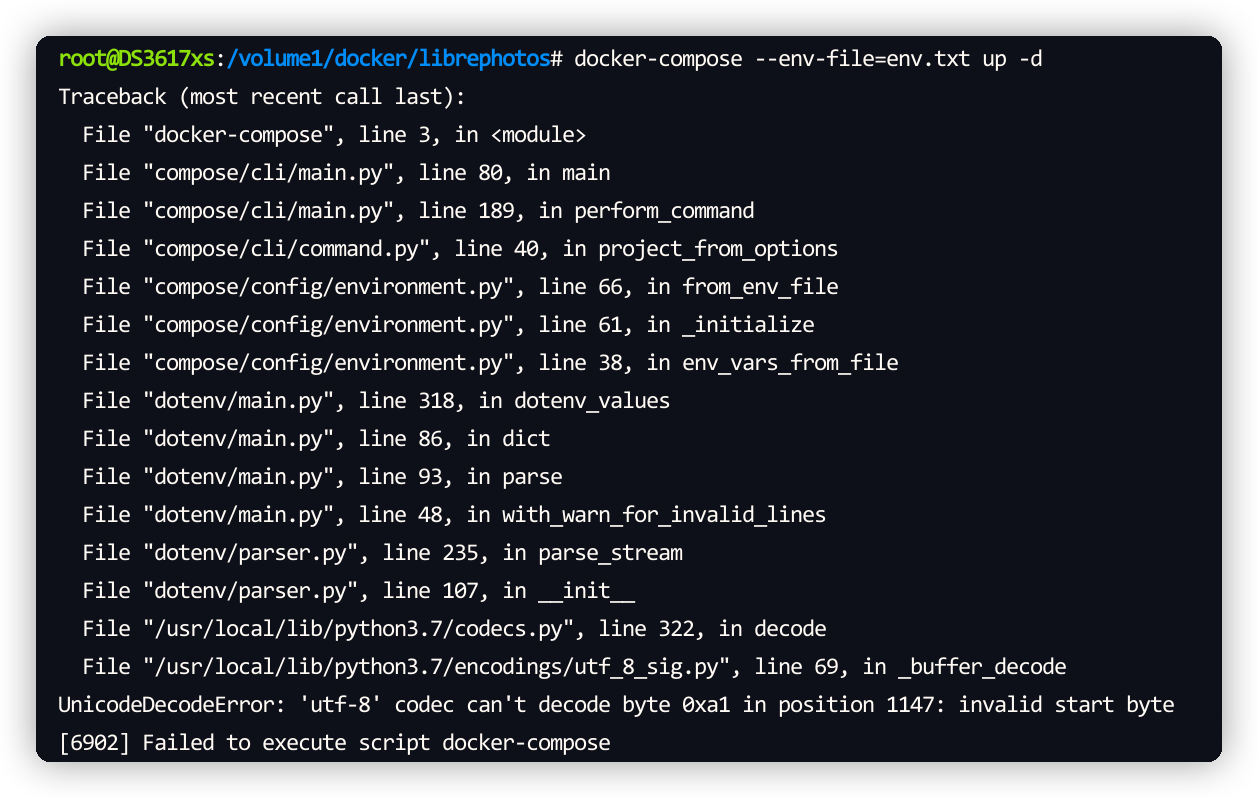 root@DS3617xs:/volume1/docker/librephotos# docker-compose --env-file=env.txt up -d
Traceback (most recent call last):
  File "docker-compose", line 3, in <module>
  File "compose/cli/main.py", line 80, in main
  File "compose/cli/main.py", line 189, in perform_command
  File "compose/cli/command.py", line 40, in project_from_options
  File "compose/config/environment.py", line 66, in from_env_file
  File "compose/config/environment.py", line 61, in _initialize
  File "compose/config/environment.py", line 38, in env_vars_from_file
  File "dotenv/main.py", line 318, in dotenv_values
  File "dotenv/main.py", line 86, in dict
  File "dotenv/main.py", line 93, in parse
  File "dotenv/main.py", line 48, in with_warn_for_invalid_lines
  File "dotenv/parser.py", line 235, in parse_stream
  File "dotenv/parser.py", line 107, in __init__
  File "/usr/local/lib/python3.7/codecs.py", line 322, in decode
  File "/usr/local/lib/python3.7/encodings/utf_8_sig.py", line 69, in _buffer_decode
UnicodeDecodeError: 'utf-8' codec can't decode byte 0xa1 in position 1147: invalid start byte
[6902] Failed to execute script docker-compose